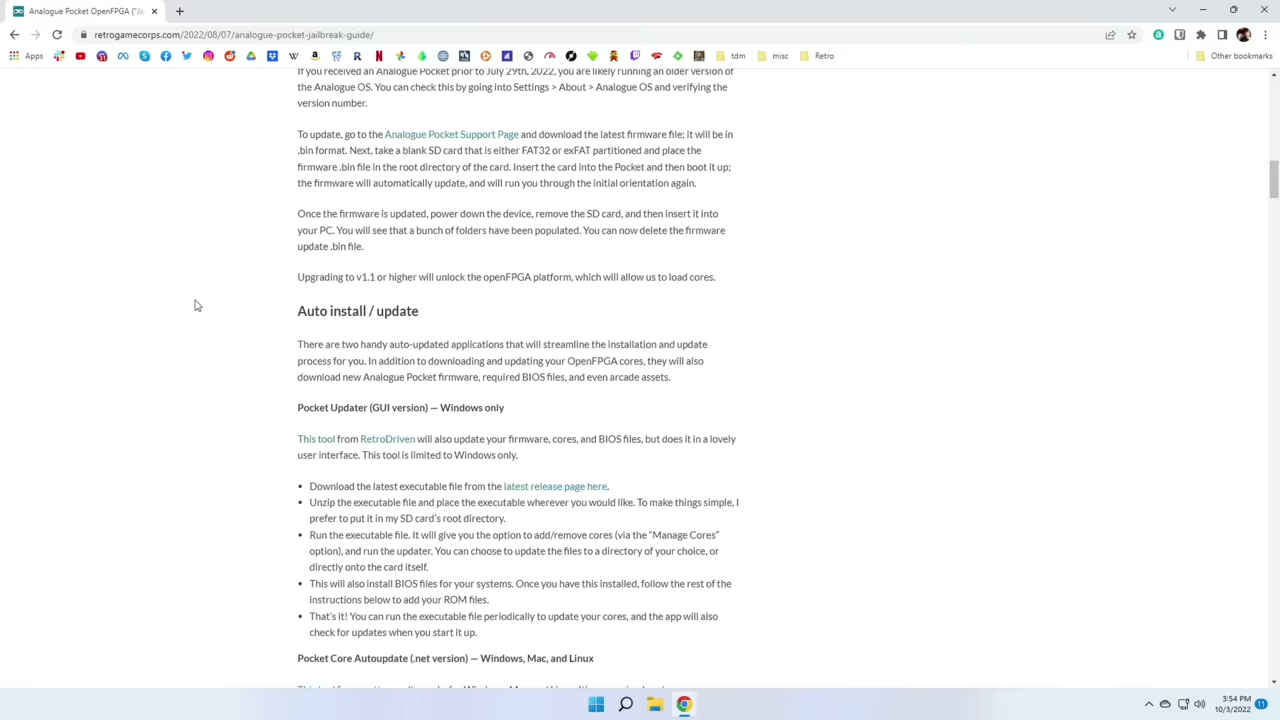 Analogue Pocket OpenFPGA ("Ja
retrogamecorps.com/2022/08/07/analogue-pocket-jailbreak-guide/
Apps
tdm
misc
Retro
Other bookmarks
If you received an Analogue Pocket prior to July 29th, 2022, you are likely running an older version of
the Analogue OS. You can check this by going into Settings > About > Analogue OS and verifying the
version number.
To update, go to the Analogue Pocket Support Page and download the latest firmware file; it will be in
.bin format. Next, take a blank SD card that is either FAT32 or exFAT partitioned and place the
firmware .bin file in the root directory of the card. Insert the card into the Pocket and then boot it up;
the firmware will automatically update, and will run you through the initial orientation again.
Once the firmware is updated, power down the device, remove the SD card, and then insert it into
your PC. You will see that a bunch of folders have been populated. You can now delete the firmware
update .bin file.
Upgrading to v1.1 or higher will unlock the openFPGA platform, which will allow us to load cores.
Auto install / update
There are two handy auto-updated applications that will streamline the installation and update
process for you. In addition to downloading and updating your OpenFPGA cores, they will also
download new Analogue Pocket firmware, required BIOS files, and even arcade assets.
Pocket Updater (GUI version) — Windows only
This tool from RetroDriven will also update your firmware, cores, and BIOS files, but does it in a lovely
user interface. This tool is limited to Windows only.
• Download the latest executable file from the latest release page here.
• Unzip the executable file and place the executable wherever you would like. To make things simple, I
prefer to put it in my SD card's root directory.
• Run the executable file. It will give you the option to add/remove cores (via the "Manage Cores"
option), and run the updater. You can choose to update the files to a directory of your choice, or
directly onto the card itself.
• This will also install BIOS files for your systems. Once you have this installed, follow the rest of the
instructions below to add your ROM files.
• That's it! You can run the executable file periodically to update your cores, and the app will also
check for updates when you start it up.
Pocket Core Autoupdate (.net version) — Windows, Mac, and Linux
3:54 PM
10/3/2022
11